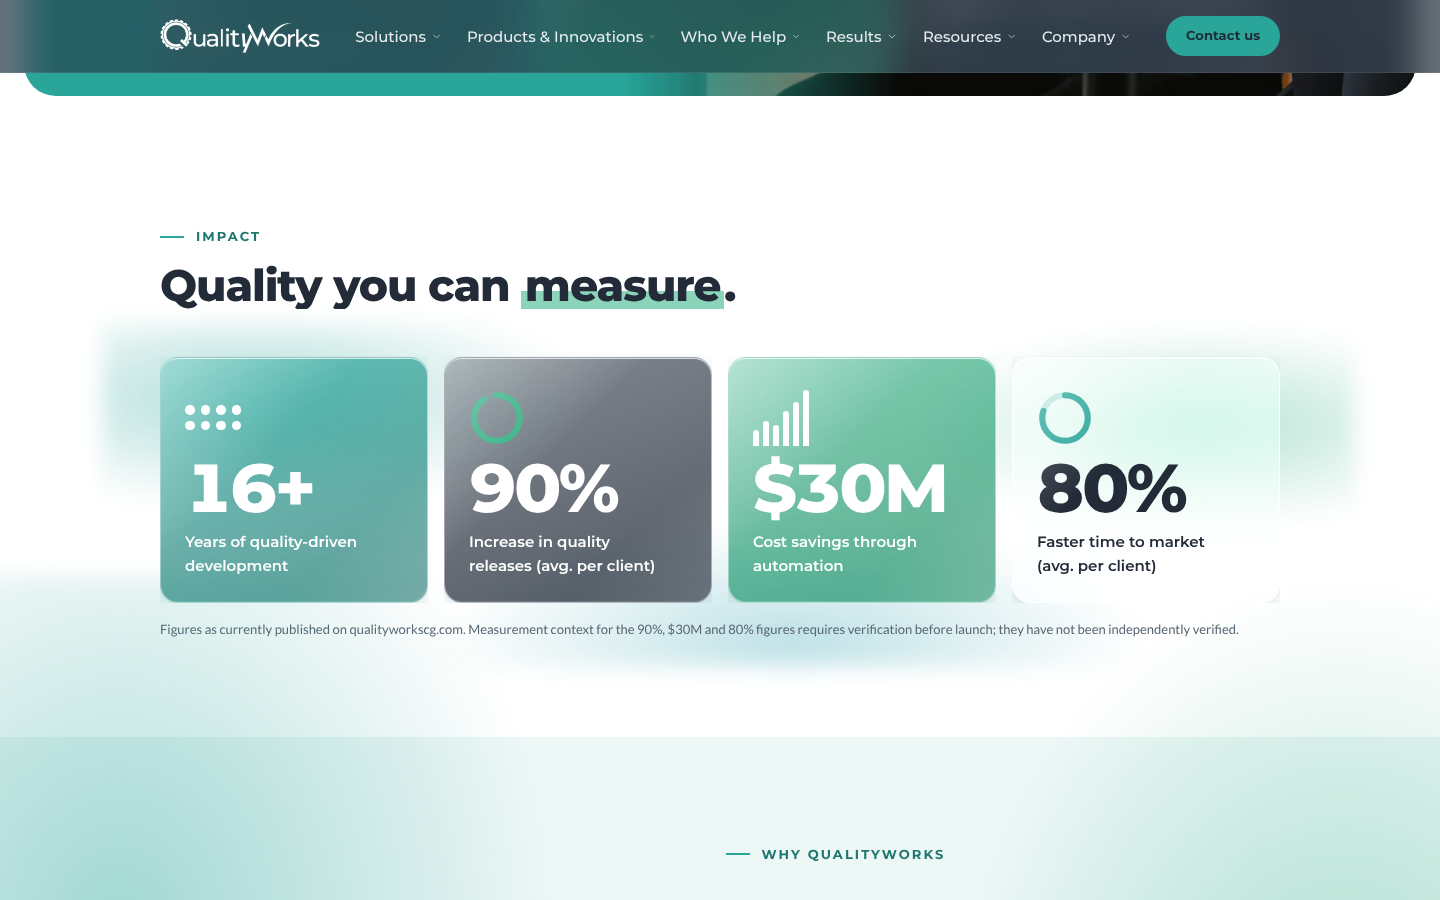 QualityWorks
Solutions
Products & Innovations
Who We Help
Results
Resources
Company
Contact us
IMPACT
Quality you can measure.
16+
Years of quality-driven
development
90%
Increase in quality
releases (avg. per client)
$30M
Cost savings through
automation
80%
Faster time to market
(avg. per client)
Figures as currently published on qualityworkscg.com. Measurement context for the 90%, $30M and 80% figures requires verification before launch; they have not been independently verified.
WHY QUALITYWORKS